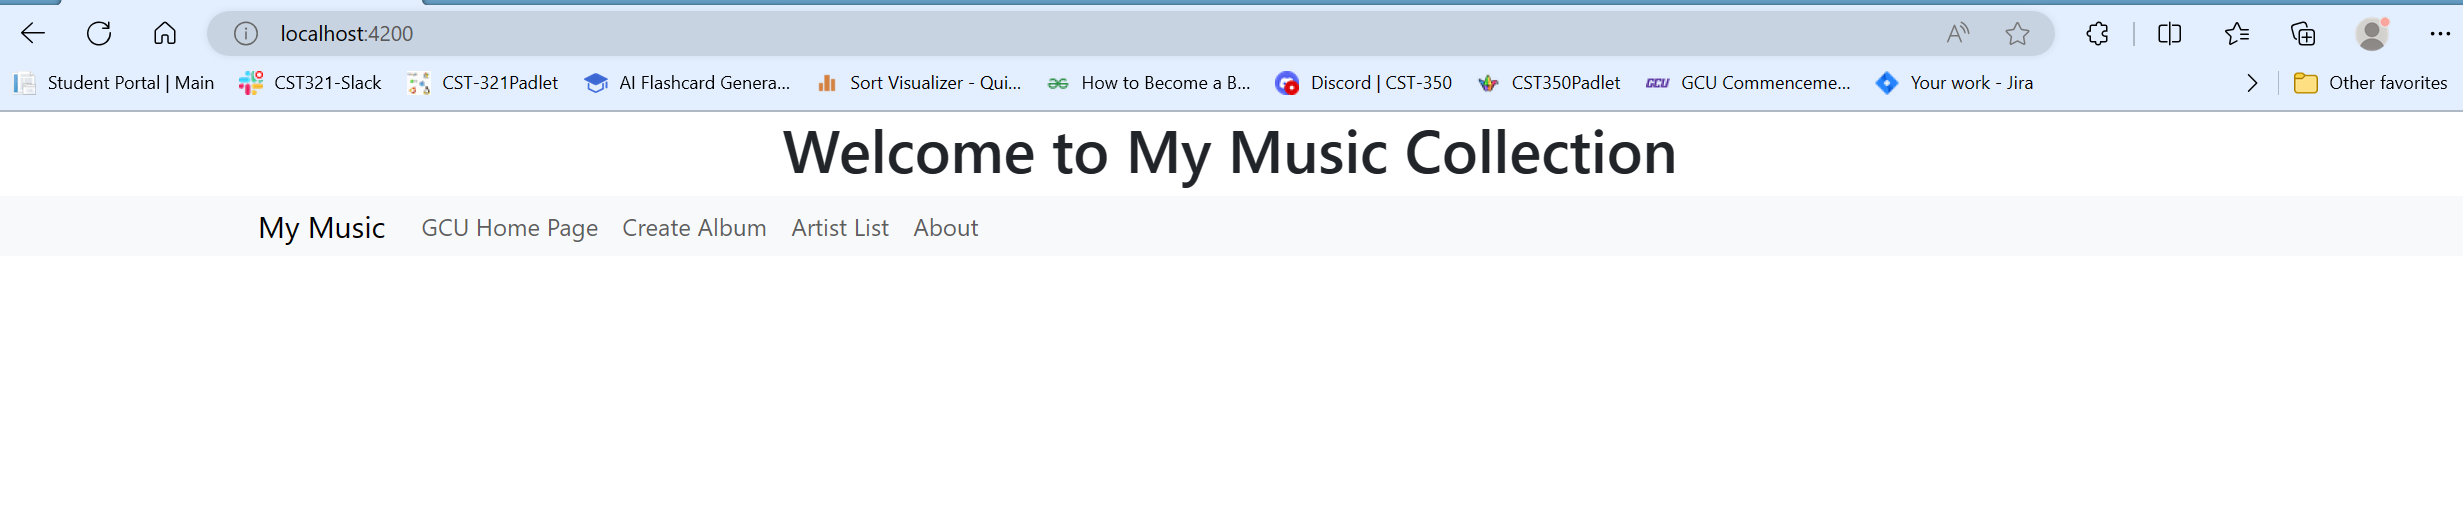 localhost:4200
Student Portal | Main CST321-Slack CST-321Padlet AI Flashcard Genera... Sort Visualizer - Qui... How to Become a B... Discord | CST-350 CST350Padlet GCU GCU Commenceme... Your work - Jira Other favorites
Welcome to My Music Collection
My Music GCU Home Page Create Album Artist List About